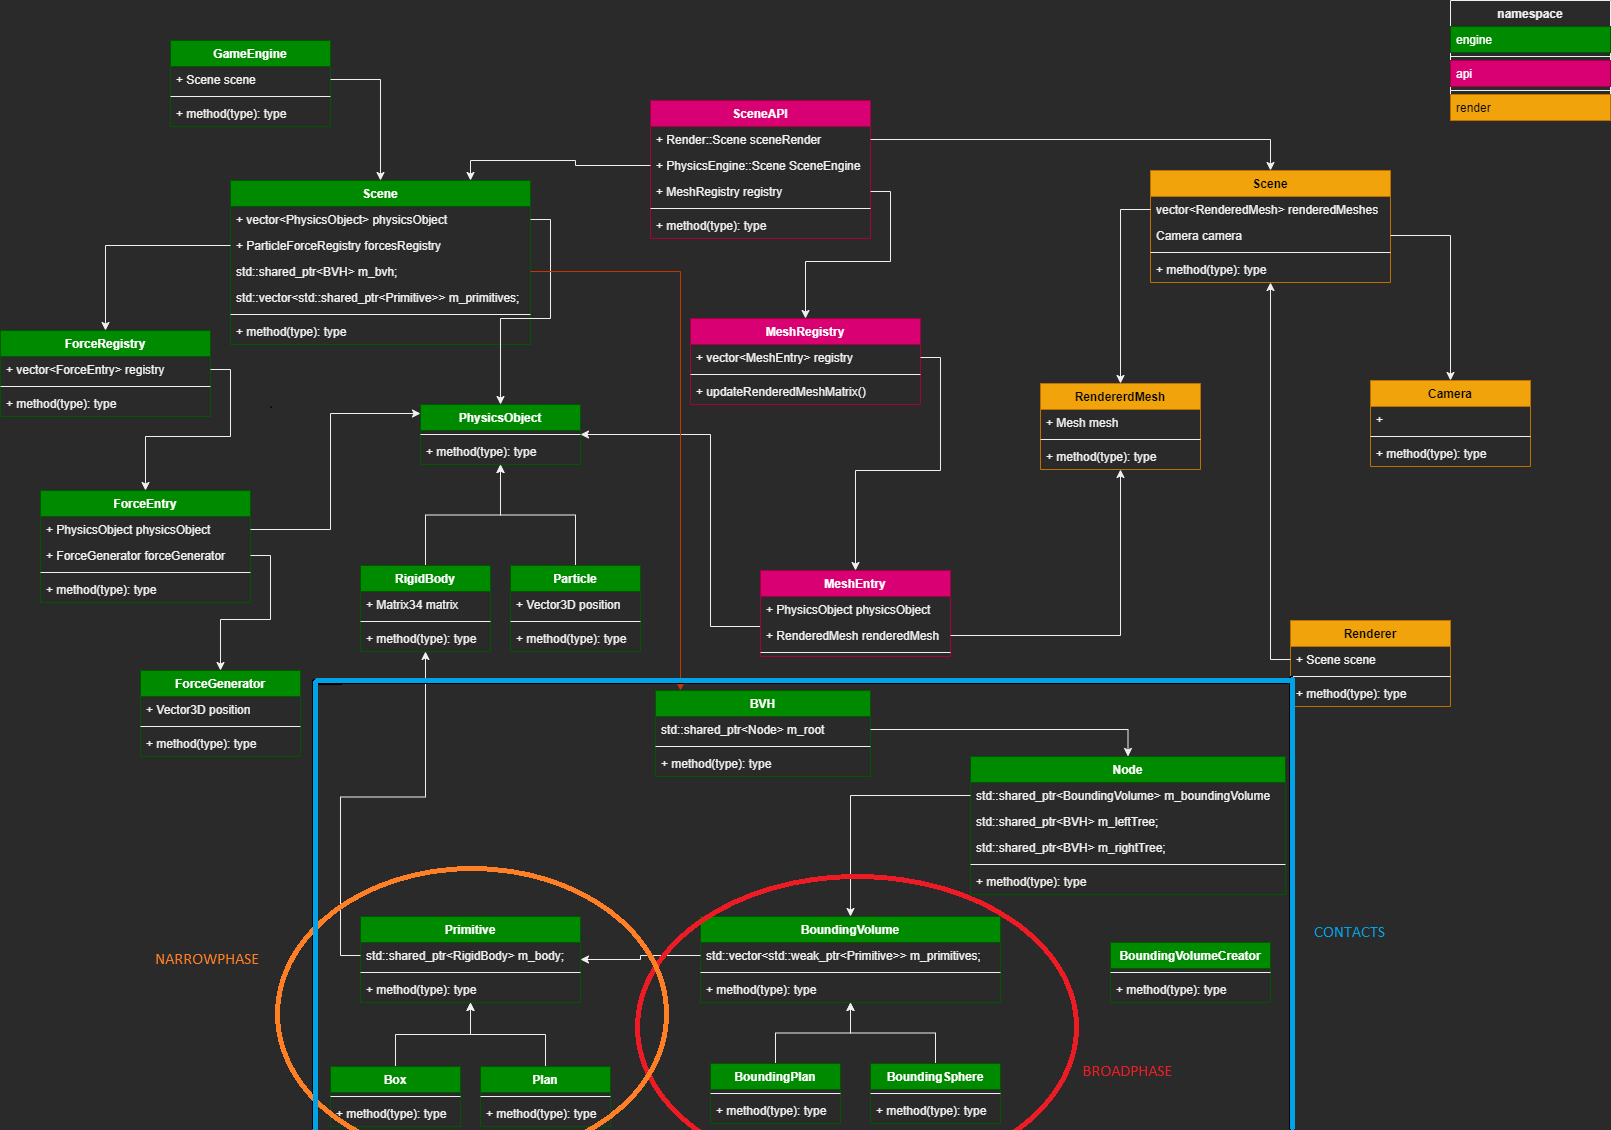 namespace
engine
api
render
GameEngine
+ Scene scene
+ method(type): type
SceneAPI
+ Render::Scene sceneRender
+ PhysicsEngine::Scene SceneEngine
+ MeshRegistry registry
+ method(type): type
Scene
+ vector<PhysicsObject> physicsObject
+ ParticleForceRegistry forcesRegistry
std::shared_ptr<BVH> m_bvh;
std::vector<std::shared_ptr<Primitive>> m_primitives;
+ method(type): type
Scene
vector<RenderedMesh> renderedMeshes
Camera camera
+ method(type): type
ForceRegistry
+ vector<ForceEntry> registry
+ method(type): type
MeshRegistry
+ vector<MeshEntry> registry
+ updateRenderedMeshMatrix()
RendererdMesh
+ Mesh mesh
+ method(type): type
Camera
+
+ method(type): type
PhysicsObject
+ method(type): type
ForceEntry
+ PhysicsObject physicsObject
+ ForceGenerator forceGenerator
+ method(type): type
RigidBody
+ Matrix34 matrix
+ method(type): type
Particle
+ Vector3D position
+ method(type): type
MeshEntry
+ PhysicsObject physicsObject
+ RenderedMesh renderedMesh
Renderer
+ Scene scene
+ method(type): type
ForceGenerator
+ Vector3D position
+ method(type): type
BVH
std::shared_ptr<Node> m_root
+ method(type): type
Node
std::shared_ptr<BoundingVolume> m_boundingVolume
std::shared_ptr<BVH> m_leftTree;
std::shared_ptr<BVH> m_rightTree;
+ method(type): type
NARROWPHASE
Primitive
std::shared_ptr<RigidBody> m_body;
+ method(type): type
BoundingVolume
std::vector<std::weak_ptr<Primitive>> m_primitives;
+ method(type): type
BoundingVolumeCreator
+ method(type): type
CONTACTS
Box
+ method(type): type
Plan
+ method(type): type
BoundingPlan
+ method(type): type
BoundingSphere
+ method(type): type
BROADPHASE